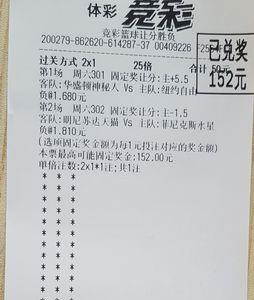 体彩 竞彩
竞彩篮球让分胜负
200279-862620-614287-37 00409226
已兑奖
152元
过关方式 2x1 25倍 合计 50元
第1场 周六301 固定奖让分:主+5.5
客队:华盛顿神秘人 Vs 主队:纽约自由
负@1.680元
第2场 周六302 固定奖让分:主-1.5
客队:明尼苏达天猫 Vs 主队:菲尼克斯水星
负@1.810元
(选项固定奖金额为每1元投注对应的奖金额)
本票最高可能固定奖金:152.00元
单倍注数:2x1*1注;共1注
* * *
* * *
* * *
* * *
* * *
* * *
* * *
* * *
* * *